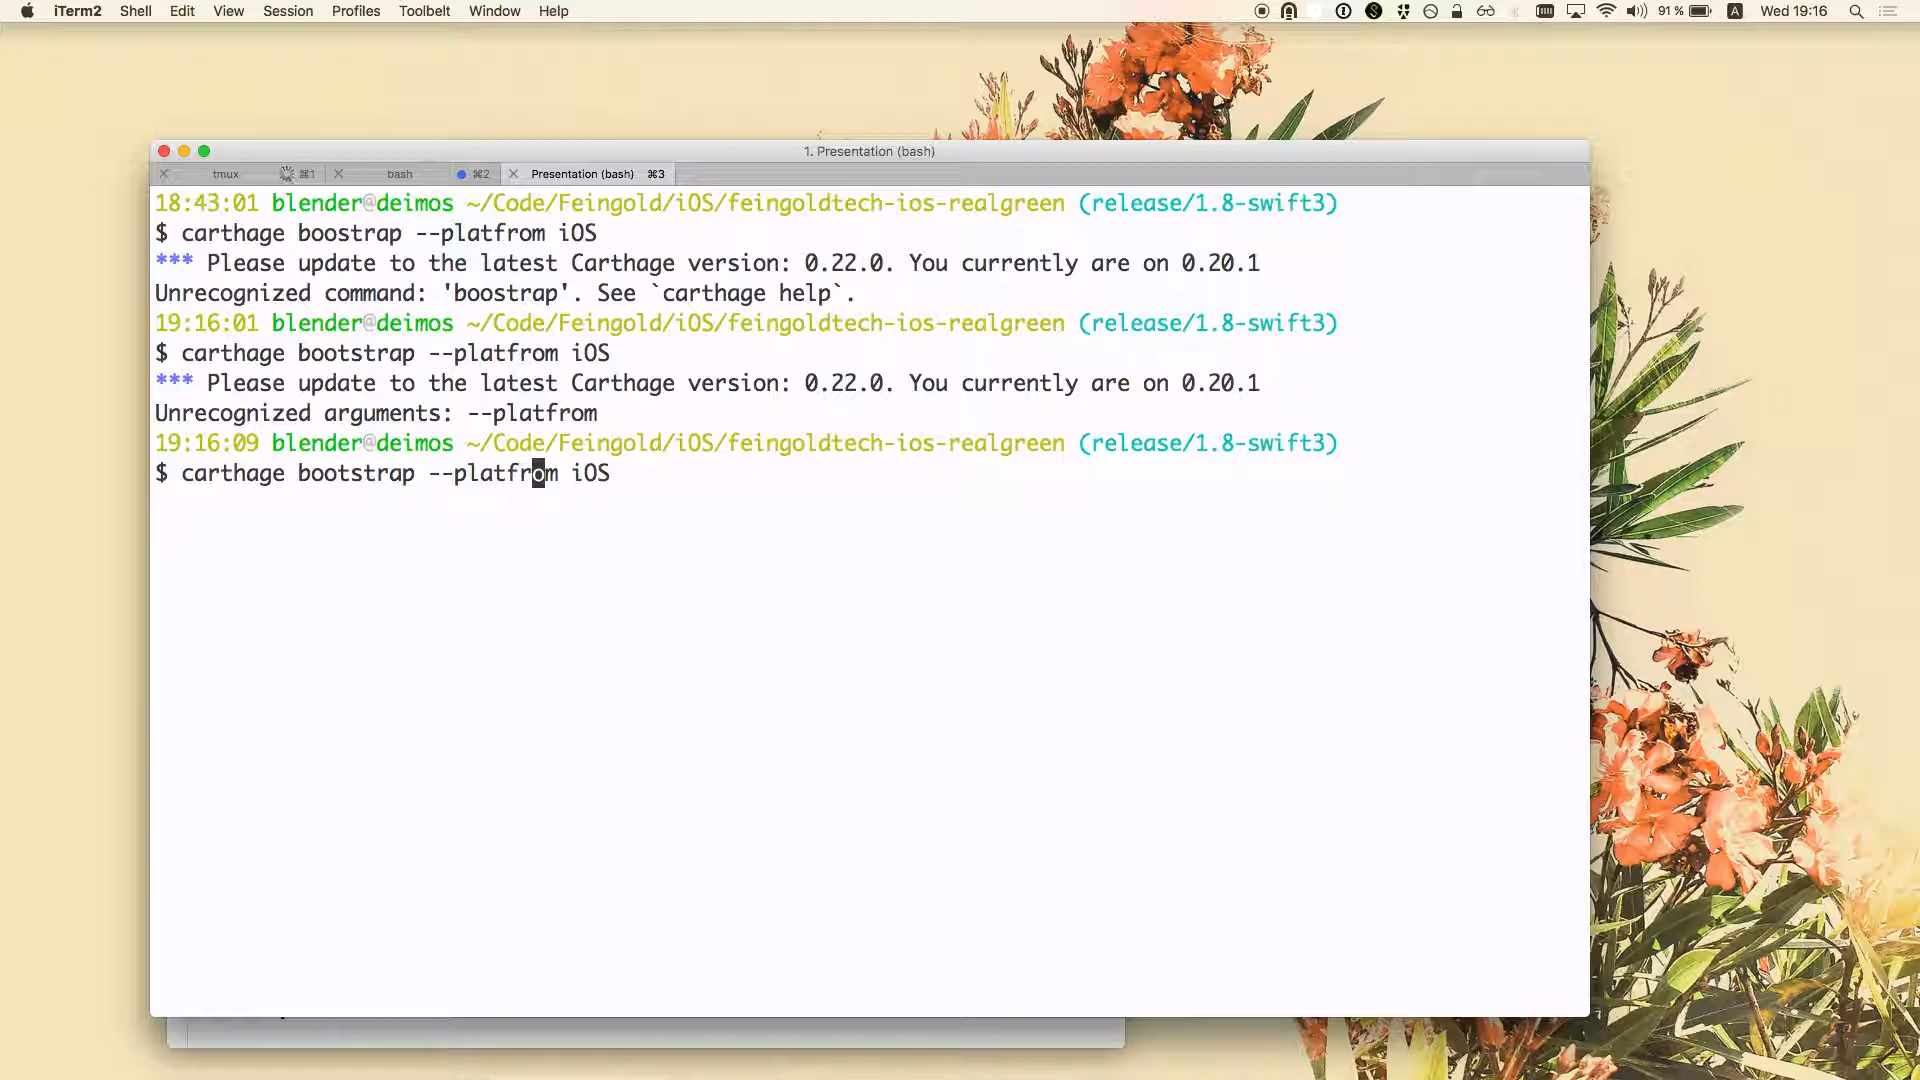 iTerm2 Shell Edit View Session Profiles Toolbelt Window Help 91 % A Wed 19:16
1. Presentation (bash)
tmux ⌘1 bash ⌘2 Presentation (bash) ⌘3
18:43:01 blender@deimos ~/Code/Feingold/iOS/feingoldtech-ios-realgreen (release/1.8-swift3)
$ carthage boostrap --platfrom iOS
*** Please update to the latest Carthage version: 0.22.0. You currently are on 0.20.1
Unrecognized command: 'boostrap'. See `carthage help`.
19:16:01 blender@deimos ~/Code/Feingold/iOS/feingoldtech-ios-realgreen (release/1.8-swift3)
$ carthage bootstrap --platfrom iOS
*** Please update to the latest Carthage version: 0.22.0. You currently are on 0.20.1
Unrecognized arguments: --platfrom
19:16:09 blender@deimos ~/Code/Feingold/iOS/feingoldtech-ios-realgreen (release/1.8-swift3)
$ carthage bootstrap --platfrom iOS